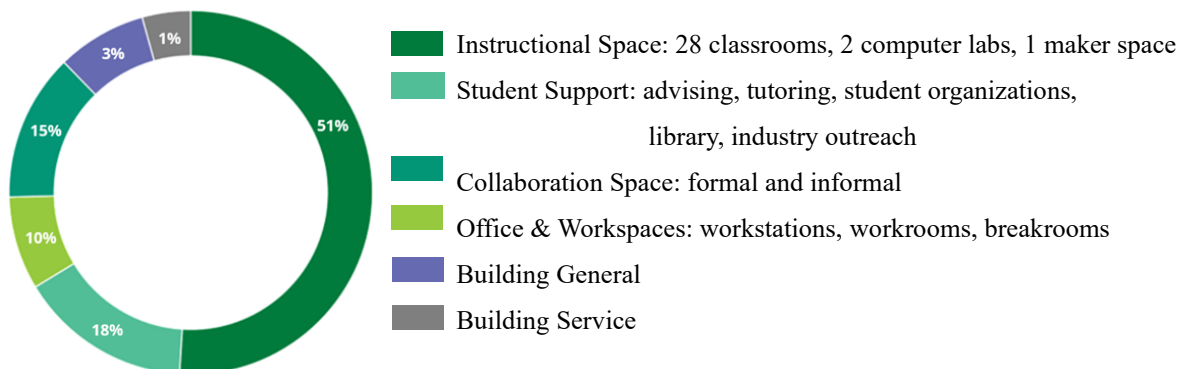 1%
3%
51%
15%
10%
18%
Instructional Space: 28 classrooms, 2 computer labs, 1 maker space
Student Support: advising, tutoring, student organizations,
library, industry outreach
Collaboration Space: formal and informal
Office & Workspaces: workstations, workrooms, breakrooms
Building General
Building Service